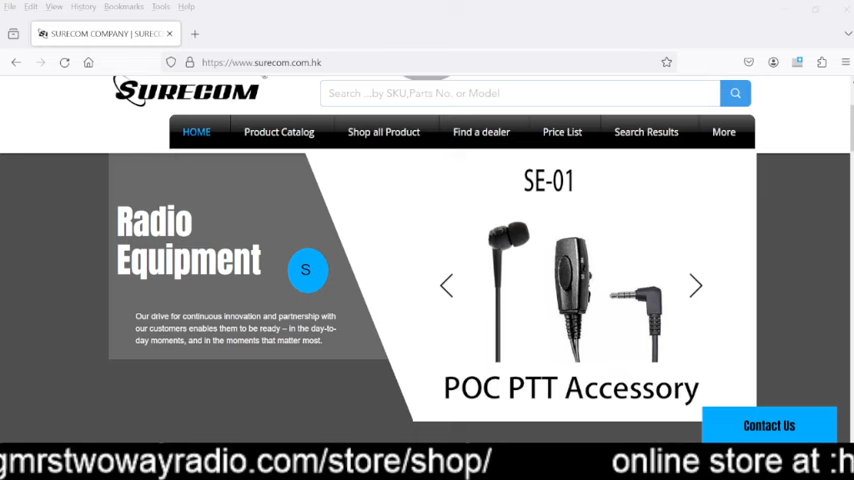 File Edit View History Bookmarks Tools Help
SURECOM COMPANY | SUREC
https://www.surecom.com.hk
SURECOM
Search ...by SKU,Parts No. or Model
HOME Product Catalog Shop all Product Find a dealer Price List Search Results More
SE-01
Radio
Equipment
S
Our drive for continuous innovation and partnership with
our customers enables them to be ready – in the day-to-
day moments, and in the moments that matter most.
POC PTT Accessory
Contact Us
gmrstwowayradio.com/store/shop/ online store at :h